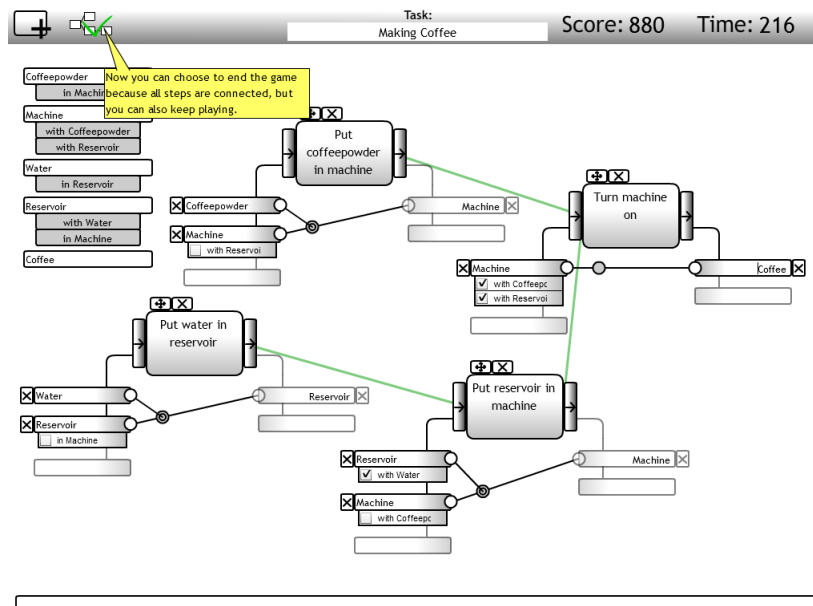 Task:
Making Coffee
Score: 880
Time: 216
Now you can choose to end the game
because all steps are connected, but
you can also keep playing.
Coffeepowder
in Machin
Machine
with Coffeepowder
with Reservoir
Water
in Reservoir
Reservoir
with Water
in Machine
Coffee
Put
coffeepowder
in machine
Coffeepowder
Machine
with Reservoi
Machine
Turn machine
on
Machine
with Coffeepc
with Reservoi
Coffee
Put water in
reservoir
Water
Reservoir
in Machine
Reservoir
Put reservoir in
machine
Reservoir
with Water
Machine
with Coffeepc
Machine